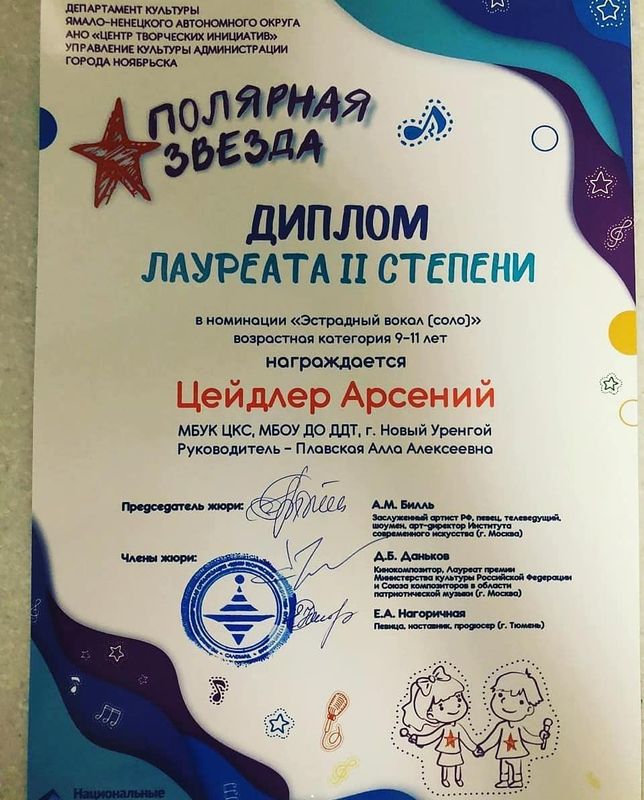 ДЕПАРТАМЕНТ КУЛЬТУРЫ
ЯМАЛО-НЕНЕЦКОГО АВТОНОМНОГО ОКРУГА
АНО «ЦЕНТР ТВОРЧЕСКИХ ИНИЦИАТИВ»
УПРАВЛЕНИЕ КУЛЬТУРЫ АДМИНИСТРАЦИИ
ГОРОДА НОЯБРЬСКА
ПОЛЯРНАЯ
ЗВЕЗДА
ДИПЛОМ
ЛАУРЕАТА II СТЕПЕНИ
в номинации «Эстрадный вокал (соло)»
возрастная категория 9-11 лет
награждается
Цейдлер Арсений
МБУК ЦКС, МБОУ ДО ДДТ, г. Новый Уренгой
Руководитель – Плавская Алла Алексеевна
Председатель жюри:
А.М. Билль
Заслуженный артист РФ, певец, телеведущий,
шоумен, арт-директор Института
современного искусства (г. Москва)
Члены жюри:
Д.Б. Даньков
Кинокомпозитор, Лауреат премии
Министерства культуры Российской Федерации
и Союза композиторов в области
патриотической музыки (г. Москва)
Е.А. Нагоричная
Певица, наставник, продюсер (г. Тюмень)
Национальные